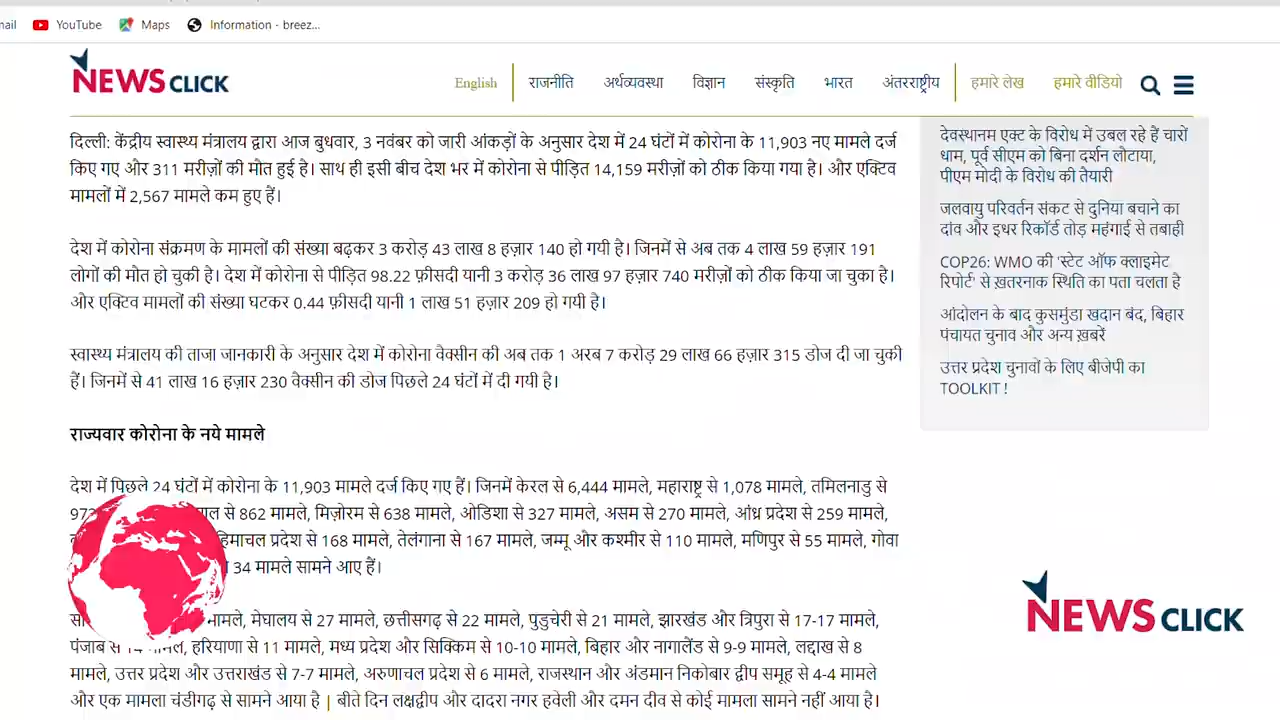 YouTube Maps Information - breez...
NEWS CLICK
English राजनीति अर्थव्यवस्था विज्ञान संस्कृति भारत अंतरराष्ट्रीय हमारे लेख हमारे वीडियो
दिल्ली: केंद्रीय स्वास्थ्य मंत्रालय द्वारा आज बुधवार, 3 नवंबर को जारी आंकड़ों के अनुसार देश में 24 घंटों में कोरोना के 11,903 नए मामले दर्ज
किए गए और 311 मरीज़ों की मौत हुई है। साथ ही इसी बीच देश भर में कोरोना से पीड़ित 14,159 मरीज़ों को ठीक किया गया है। और एक्टिव
मामलों में 2,567 मामले कम हुए हैं।
देश में कोरोना संक्रमण के मामलों की संख्या बढ़कर 3 करोड़ 43 लाख 8 हज़ार 140 हो गयी है। जिनमें से अब तक 4 लाख 59 हज़ार 191
लोगों की मौत हो चुकी है। देश में कोरोना से पीड़ित 98.22 फ़ीसदी यानी 3 करोड़ 36 लाख 97 हज़ार 740 मरीज़ों को ठीक किया जा चुका है।
और एक्टिव मामलों की संख्या घटकर 0.44 फ़ीसदी यानी 1 लाख 51 हज़ार 209 हो गयी है।
स्वास्थ्य मंत्रालय की ताजा जानकारी के अनुसार देश में कोरोना वैक्सीन की अब तक 1 अरब 7 करोड़ 29 लाख 66 हज़ार 315 डोज दी जा चुकी
हैं। जिनमें से 41 लाख 16 हज़ार 230 वैक्सीन की डोज पिछले 24 घंटों में दी गयी है।
राज्यवार कोरोना के नये मामले
देश में पिछले 24 घंटों में कोरोना के 11,903 मामले दर्ज किए गए हैं। जिनमें केरल से 6,444 मामले, महाराष्ट्र से 1,078 मामले, तमिलनाडु से
से 862 मामले, मिज़ोरम से 638 मामले, ओडिशा से 327 मामले, असम से 270 मामले, आंध्र प्रदेश से 259 मामले,
हिमाचल प्रदेश से 168 मामले, तेलंगाना से 167 मामले, जम्मू और कश्मीर से 110 मामले, मणिपुर से 55 मामले, गोवा
34 मामले सामने आए हैं।
मामले, मेघालय से 27 मामले, छत्तीसगढ़ से 22 मामले, पुडुचेरी से 21 मामले, झारखंड और त्रिपुरा से 17-17 मामले,
पंजाब से 14 मामले, हरियाणा से 11 मामले, मध्य प्रदेश और सिक्किम से 10-10 मामले, बिहार और नागालैंड से 9-9 मामले, लद्दाख से 8
मामले, उत्तर प्रदेश और उत्तराखंड से 7-7 मामले, अरुणाचल प्रदेश से 6 मामले, राजस्थान और अंडमान निकोबार द्वीप समूह से 4-4 मामले
और एक मामला चंडीगढ़ से सामने आया है | बीते दिन लक्षद्वीप और दादरा नगर हवेली और दमन दीव से कोई मामला सामने नहीं आया है।
देवस्थानम एक्ट के विरोध में उबल रहे हैं चारों
धाम, पूर्व सीएम को बिना दर्शन लौटाया,
पीएम मोदी के विरोध की तैयारी
जलवायु परिवर्तन संकट से दुनिया बचाने का
दांव और इधर रिकॉर्ड तोड़ महंगाई से तबाही
COP26: WMO की 'स्टेट ऑफ क्लाइमेट
रिपोर्ट' से ख़तरनाक स्थिति का पता चलता है
आंदोलन के बाद कुसमुंडा खदान बंद, बिहार
पंचायत चुनाव और अन्य ख़बरें
उत्तर प्रदेश चुनावों के लिए बीजेपी का
TOOLKIT !
NEWS CLICK